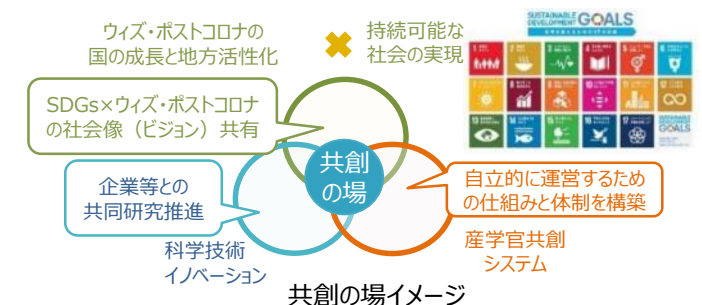 ウィズ・ポストコロナの
国の成長と地方活性化
持続可能な
社会の実現
SUSTAINABLE
DEVELOPMENT GOALS
SDGs×ウィズ・ポストコロナ
の社会像（ビジョン）共有
共創
の場
企業等との
共同研究推進
自立的に運営するため
の仕組みと体制を構築
科学技術
イノベーション
産学官共創
システム
共創の場イメージ
SUSTAINABLE
GOALS